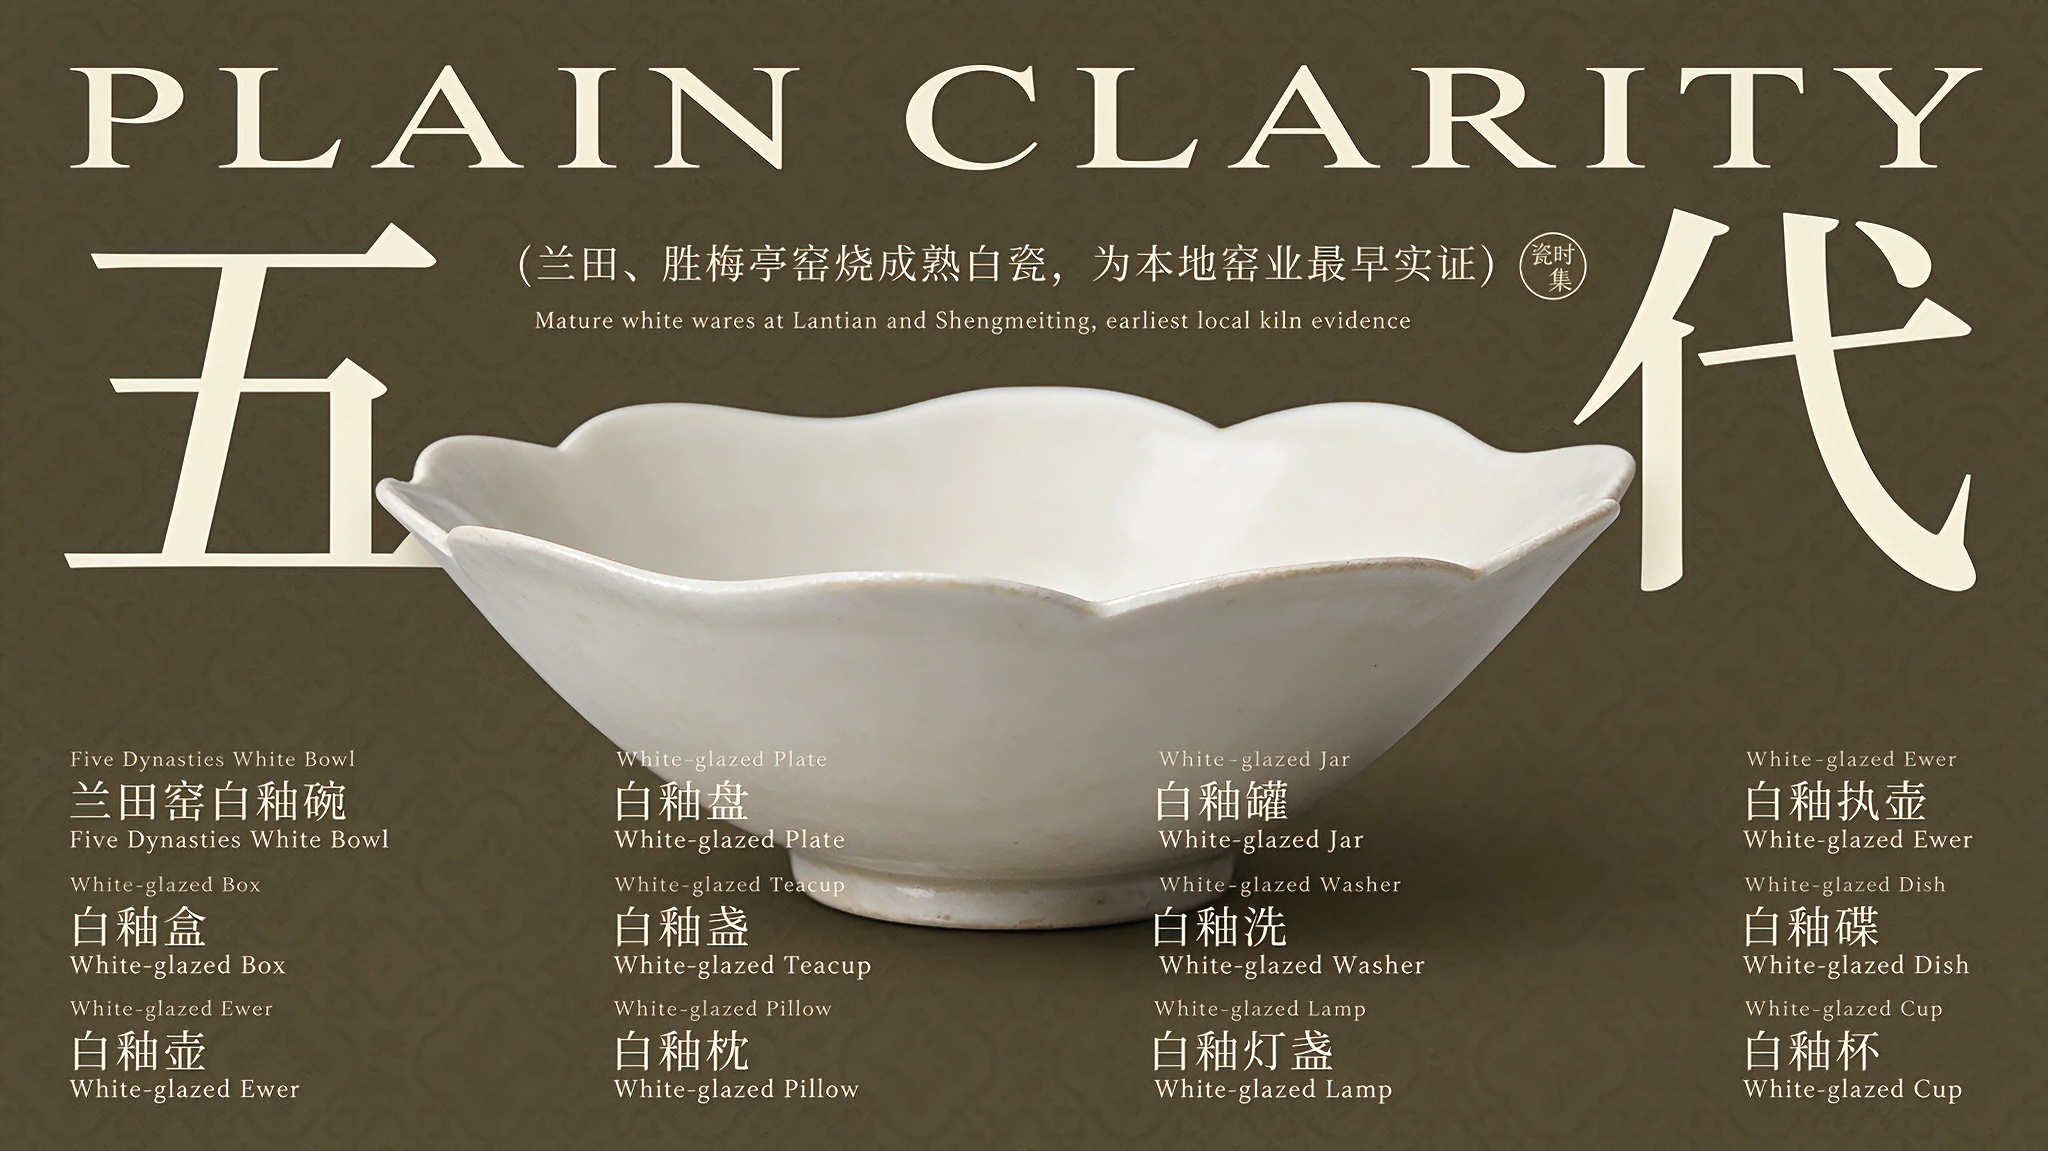 PLAIN CLARITY
五代
(兰田、胜梅亭窑烧成熟白瓷，为本地窑业最早实证)
瓷时
集
Mature white wares at Lantian and Shengmeiting, earliest local kiln evidence
Five Dynasties White Bowl
兰田窑白釉碗
Five Dynasties White Bowl
White-glazed Plate
白釉盘
White-glazed Plate
White-glazed Jar
白釉罐
White-glazed Jar
White-glazed Ewer
白釉执壶
White-glazed Ewer
White-glazed Box
白釉盒
White-glazed Box
White-glazed Teacup
白釉盏
White-glazed Teacup
White-glazed Washer
白釉洗
White-glazed Washer
White-glazed Dish
白釉碟
White-glazed Dish
White-glazed Ewer
白釉壶
White-glazed Ewer
White-glazed Pillow
白釉枕
White-glazed Pillow
White-glazed Lamp
白釉灯盏
White-glazed Lamp
White-glazed Cup
白釉杯
White-glazed Cup